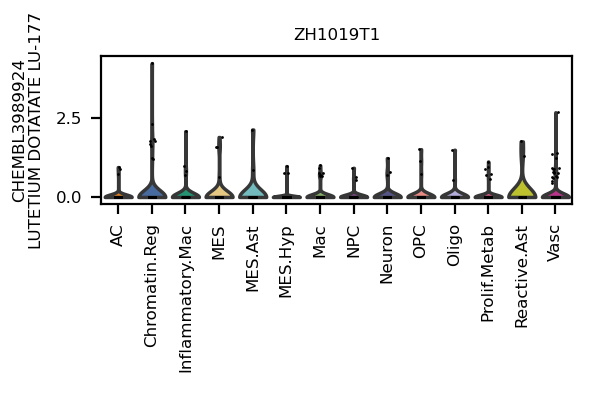 ZH1019T1
CHEMBL3989924
LUTETIUM DOTATATE LU-177
2.5
0.0
AC
Chromatin.Reg
Inflammatory.Mac
MES
MES.Ast
MES.Hyp
Mac
NPC
Neuron
OPC
Oligo
Prolif.Metab
Reactive.Ast
Vasc